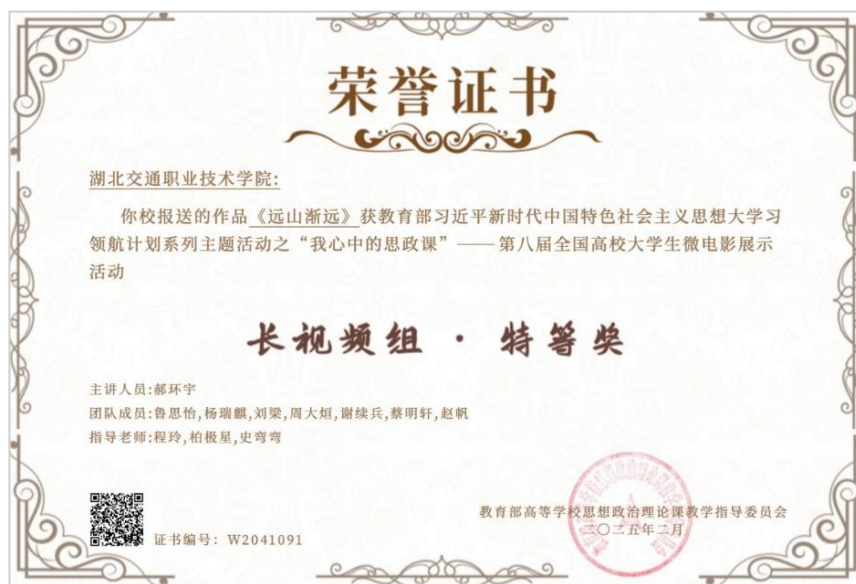 荣誉证书
湖北交通职业技术学院:
你校报送的作品《远山渐远》获教育部习近平新时代中国特色社会主义思想大学习
领航计划系列主题活动之“我心中的思政课”——第八届全国高校大学生微电影展示
活动
长视频组·特等奖
主讲人员:郝环宇
团队成员:鲁思怡,杨瑞麒,刘梁,周大烜,谢续兵,蔡明轩,赵帆
指导老师:程玲,柏极星,史弯弯
证书编号: W2041091
教育部高等学校思想政治理论课教学指导委员会
二〇二五年二月